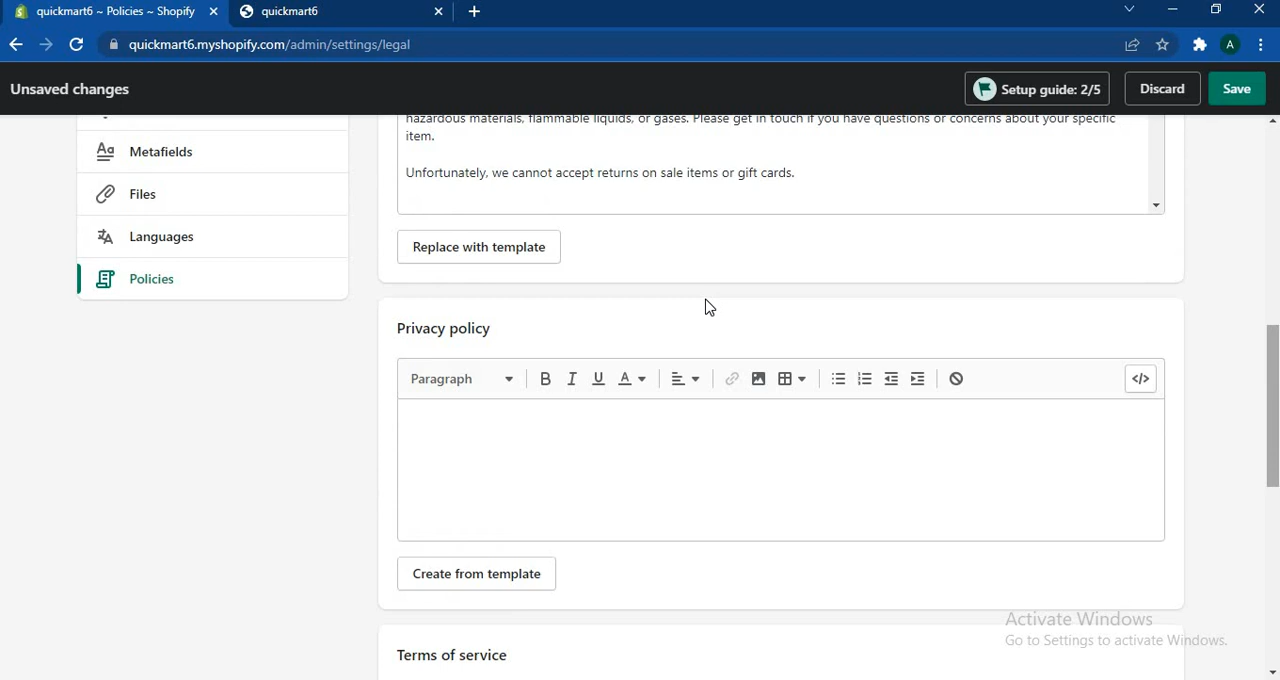 quickmart6 ~ Policies ~ Shopify
quickmart6
quickmart6.myshopify.com/admin/settings/legal
A
Unsaved changes
Setup guide: 2/5
Discard
Save
hazardous materials, flammable liquids, or gases. Please get in touch if you have questions or concerns about your specific
item.
Metafields
Unfortunately, we cannot accept returns on sale items or gift cards.
Files
Languages
Replace with template
Policies
Privacy policy
Paragraph
B I U A
</>
Create from template
Activate Windows
Go to Settings to activate Windows.
Terms of service